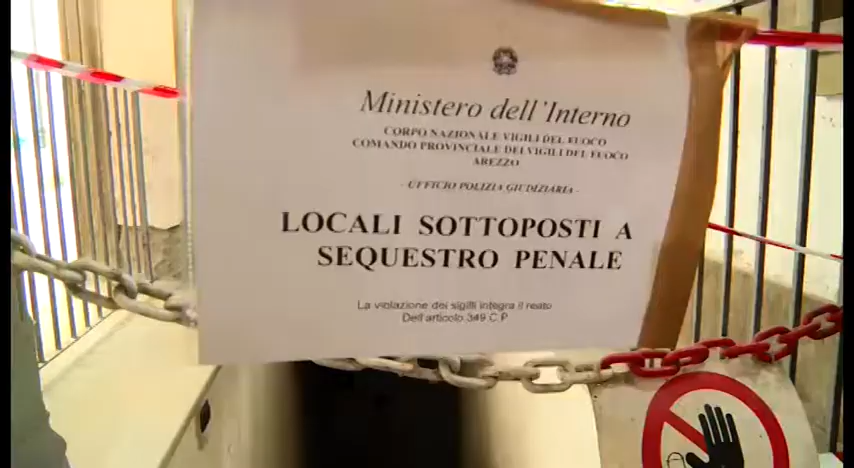 Ministero dell'Interno
CORPO NAZIONALE VIGILI DEL FUOCO
COMANDO PROVINCIALE DEI VIGILI DEL FUOCO
AREZZO
- UFFICIO POLIZIA GIUDIZIARIA -
LOCALI SOTTOPOSTI A
SEQUESTRO PENALE
La violazione dei sigilli integra il reato
Dell'articolo 349 C.P